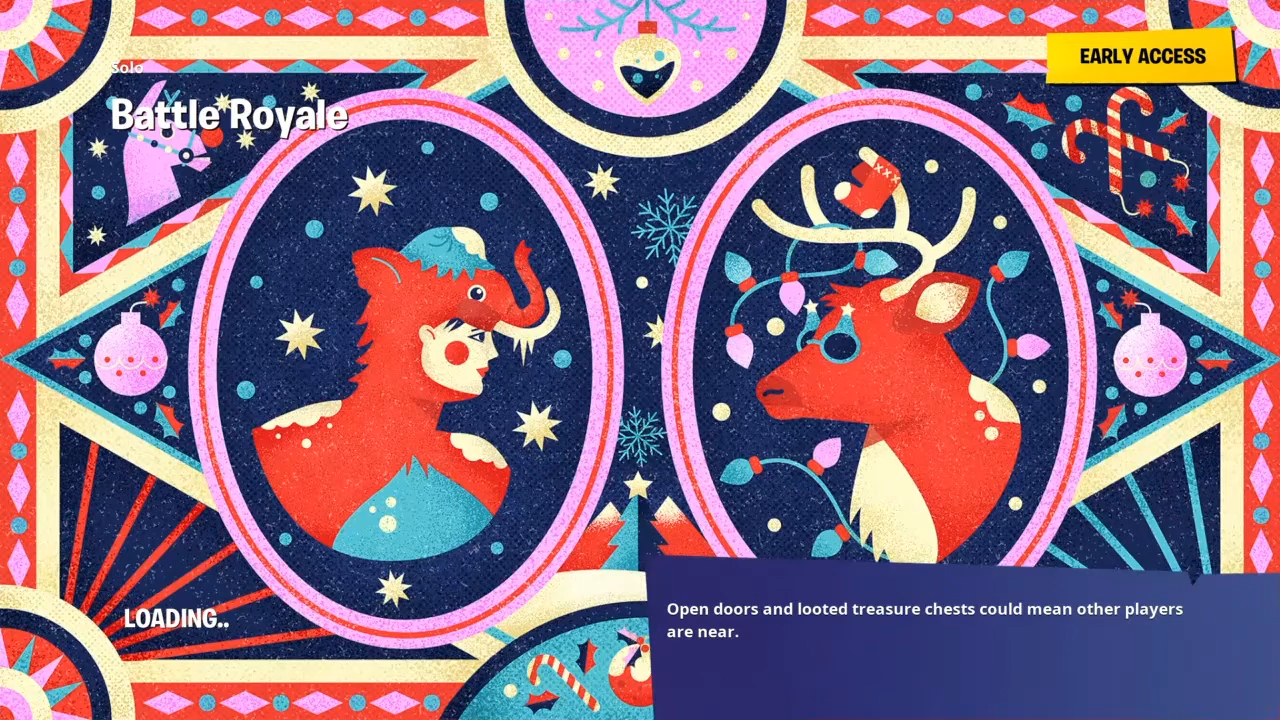 Solo
EARLY ACCESS
Battle Royale
LOADING..
Open doors and looted treasure chests could mean other players
are near.